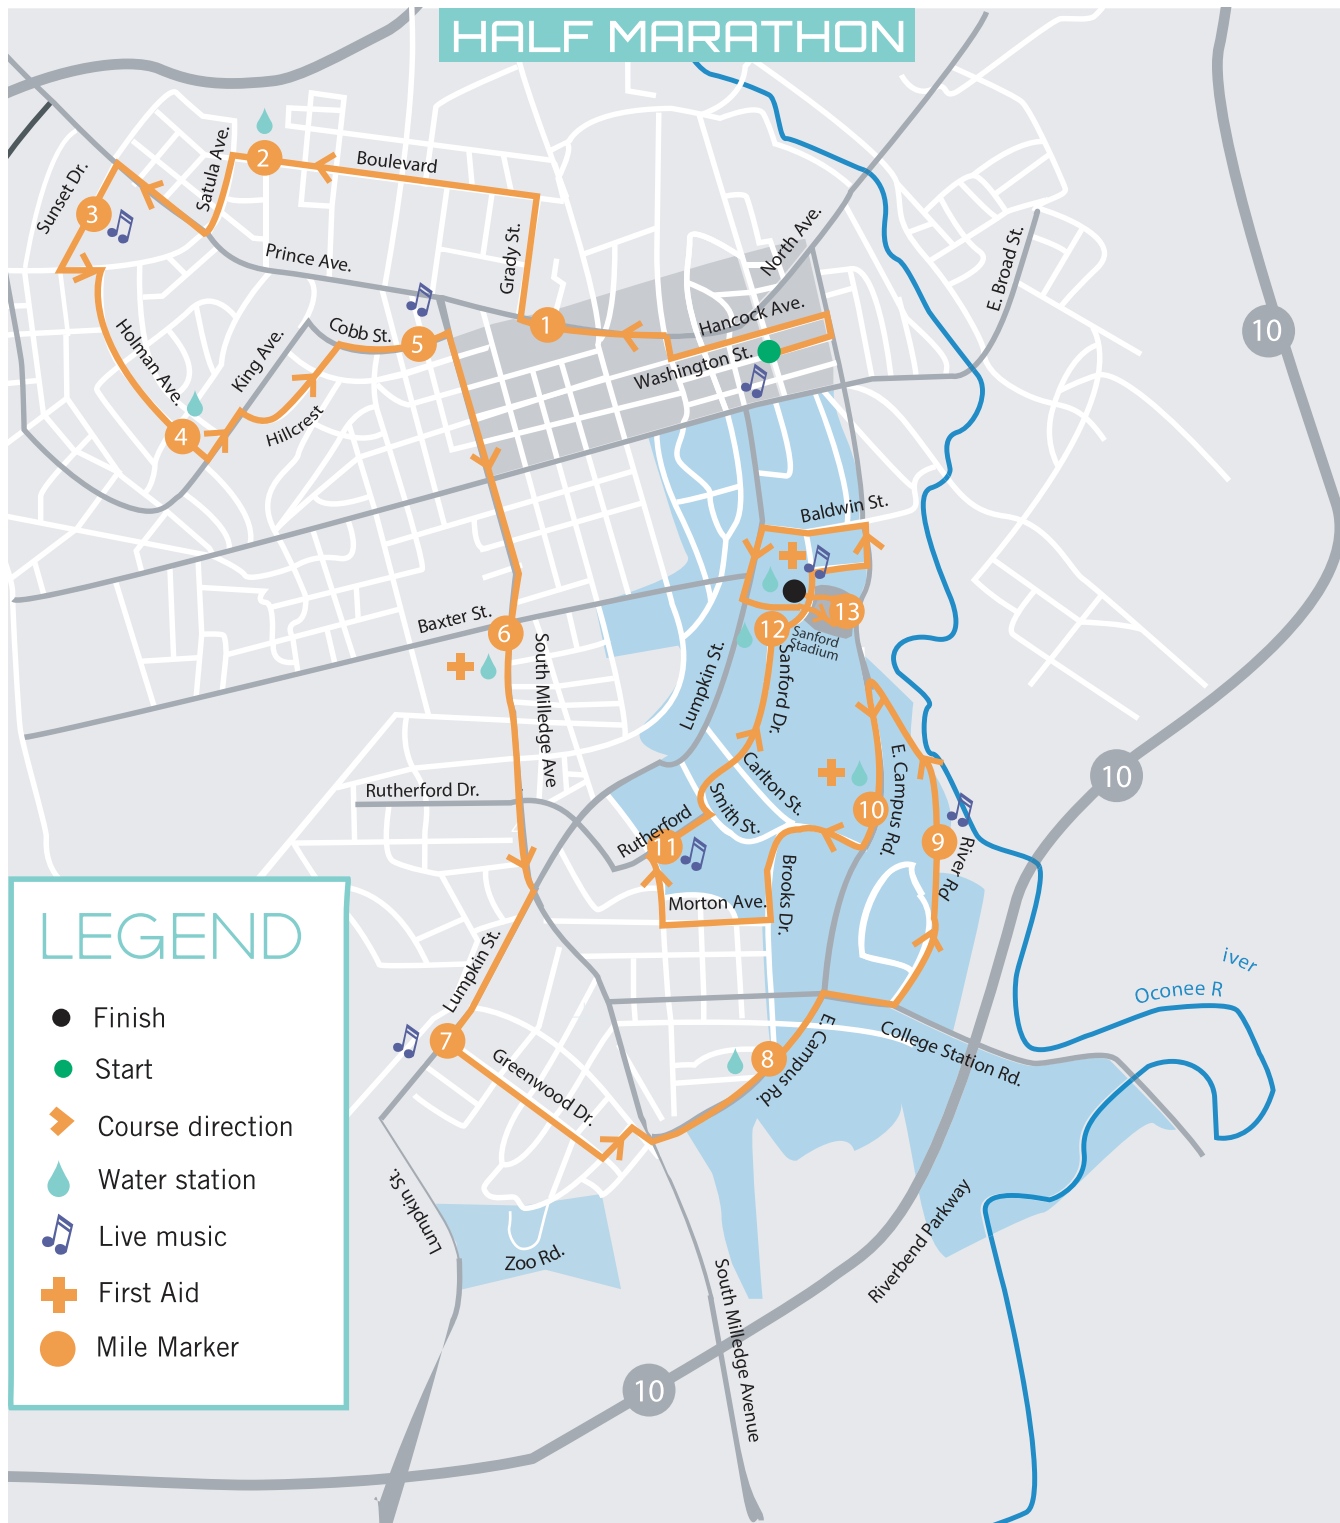 HALF MARATHON
Boulevard
Satula Ave.
2
Sunset Dr.
3
Prince Ave.
Grady St.
North Ave.
E. Broad St.
Hancock Ave.
1
10
Cobb St.
5
Holman Ave.
King Ave.
Washington St.
Hillcrest
4
Baldwin St.
Baxter St.
6
12
13
Sanford
Stadium
South Milledge Ave
Lumpkin St.
Sanford Dr.
Carlton St.
E. Campus Rd.
10
Rutherford Dr.
Smith St.
10
Rutherford
11
9
River Rd
Brooks Dr.
Morton Ave.
LEGEND
Finish
Start
Course direction
Water station
Live music
First Aid
Mile Marker
Lumpkin St.
7
Greenwood Dr.
8
E. Campus Rd.
College Station Rd.
Oconee R
iver
Lumpkin St.
Zoo Rd.
Riverbend Parkway
South Milledge Avenue
10